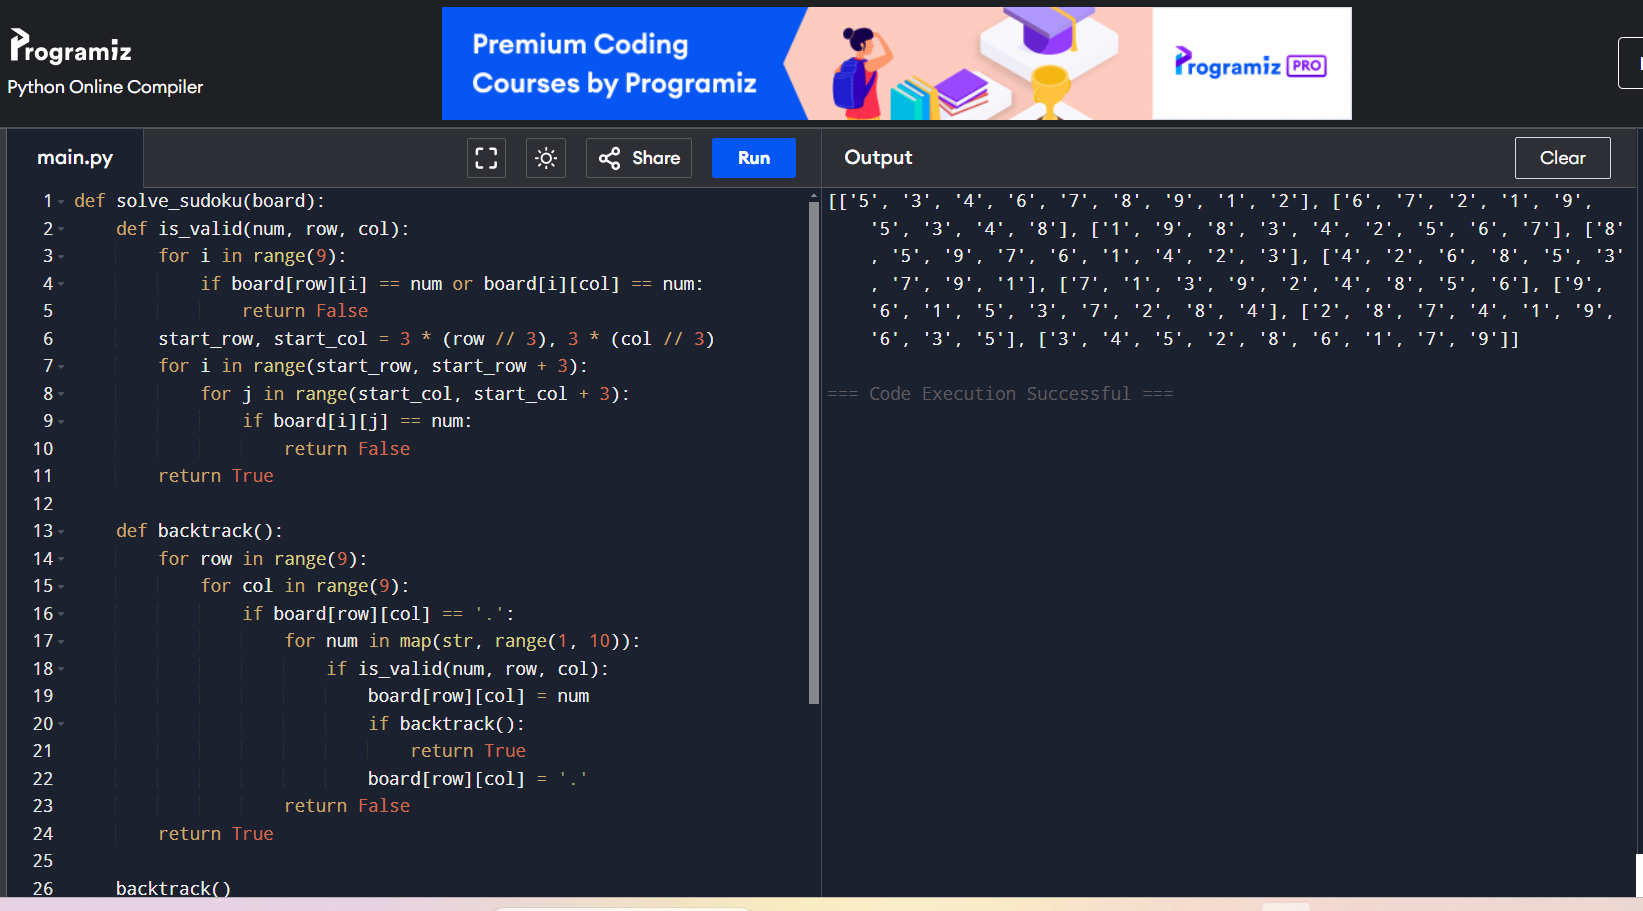 Programiz
Python Online Compiler
Premium Coding
Courses by Programiz
Programiz PRO
main.py
Share
Run
Output
Clear
1 def solve_sudoku(board):
2     def is_valid(num, row, col):
3         for i in range(9):
4             if board[row][i] == num or board[i][col] == num:
5                 return False
6         start_row, start_col = 3 * (row // 3), 3 * (col // 3)
7         for i in range(start_row, start_row + 3):
8             for j in range(start_col, start_col + 3):
9                 if board[i][j] == num:
10                     return False
11         return True
12
13     def backtrack():
14         for row in range(9):
15             for col in range(9):
16                 if board[row][col] == '.':
17                     for num in map(str, range(1, 10)):
18                         if is_valid(num, row, col):
19                             board[row][col] = num
20                             if backtrack():
21                                 return True
22                             board[row][col] = '.'
23                     return False
24         return True
25
26     backtrack()
[['5', '3', '4', '6', '7', '8', '9', '1', '2'], ['6', '7', '2', '1', '9',
'5', '3', '4', '8'], ['1', '9', '8', '3', '4', '2', '5', '6', '7'], ['8'
, '5', '9', '7', '6', '1', '4', '2', '3'], ['4', '2', '6', '8', '5', '3'
, '7', '9', '1'], ['7', '1', '3', '9', '2', '4', '8', '5', '6'], ['9',
'6', '1', '5', '3', '7', '2', '8', '4'], ['2', '8', '7', '4', '1', '9',
'6', '3', '5'], ['3', '4', '5', '2', '8', '6', '1', '7', '9']]
=== Code Execution Successful ===